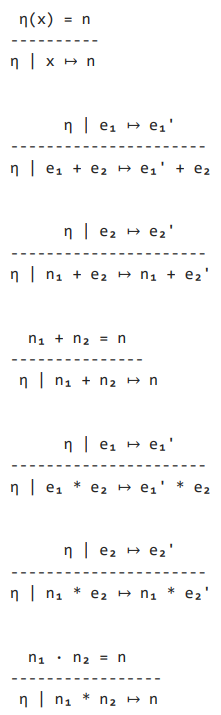 η(x) = n
----------
η | x ↦ n
η | e₁ ↦ e₁'
----------------------
η | e₁ + e₂ ↦ e₁' + e₂
η | e₂ ↦ e₂'
----------------------
η | n₁ + e₂ ↦ n₁ + e₂'
n₁ + n₂ = n
---------------
η | n₁ + n₂ ↦ n
η | e₁ ↦ e₁'
----------------------
η | e₁ * e₂ ↦ e₁' * e₂
η | e₂ ↦ e₂'
----------------------
η | n₁ * e₂ ↦ n₁ * e₂'
n₁ · n₂ = n
-----------------
η | n₁ * n₂ ↦ n